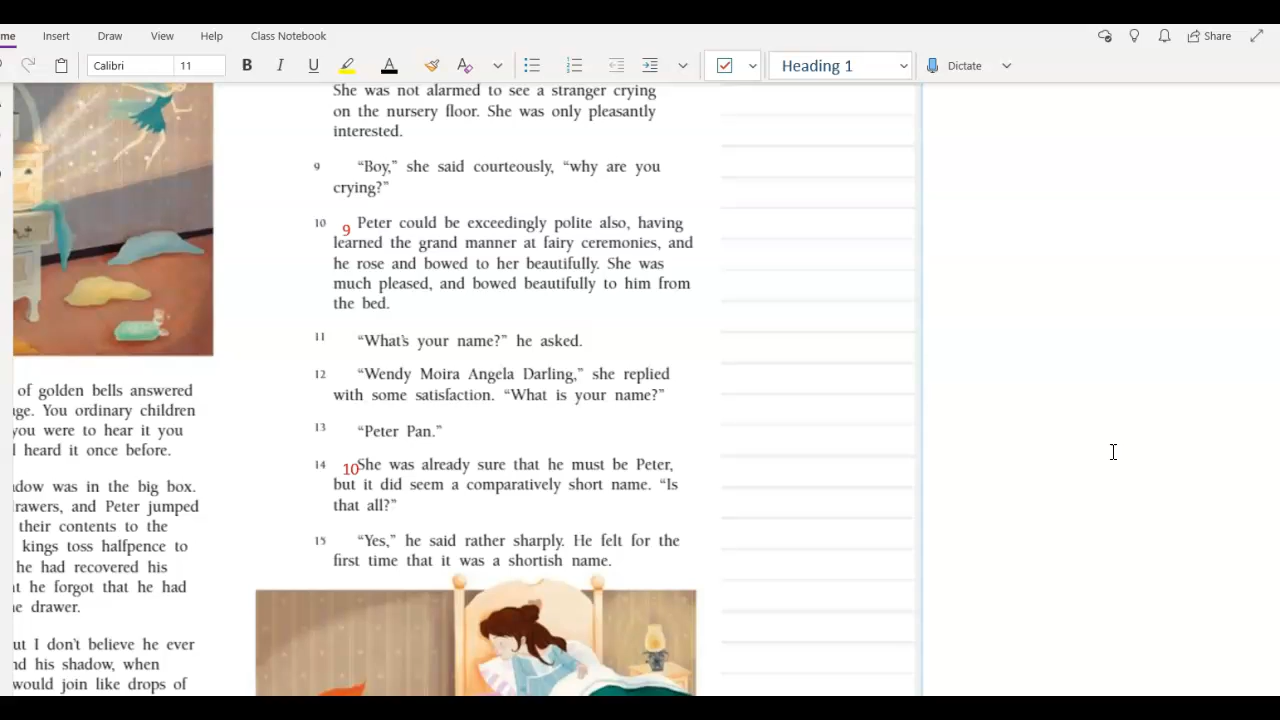 me Insert Draw View Help Class Notebook Share
Calibri 11 B I U A A Heading 1 Dictate
of golden bells answered
You ordinary children
you were to hear it you
heard it once before.
was in the big box.
and Peter jumped
their contents to the
kings toss halfpence to
he had recovered his
he forgot that he had
drawer.
I don't believe he ever
his shadow, when
would join like drops of
She was not alarmed to see a stranger crying
on the nursery floor. She was only pleasantly
interested.
9 “Boy,” she said courteously, “why are you
crying?”
10 9 Peter could be exceedingly polite also, having
learned the grand manner at fairy ceremonies, and
he rose and bowed to her beautifully. She was
much pleased, and bowed beautifully to him from
the bed.
11 “What's your name?” he asked.
12 “Wendy Moira Angela Darling,” she replied
with some satisfaction. “What is your name?”
13 “Peter Pan.”
14 10 She was already sure that he must be Peter,
but it did seem a comparatively short name. “Is
that all?”
15 “Yes,” he said rather sharply. He felt for the
first time that it was a shortish name.